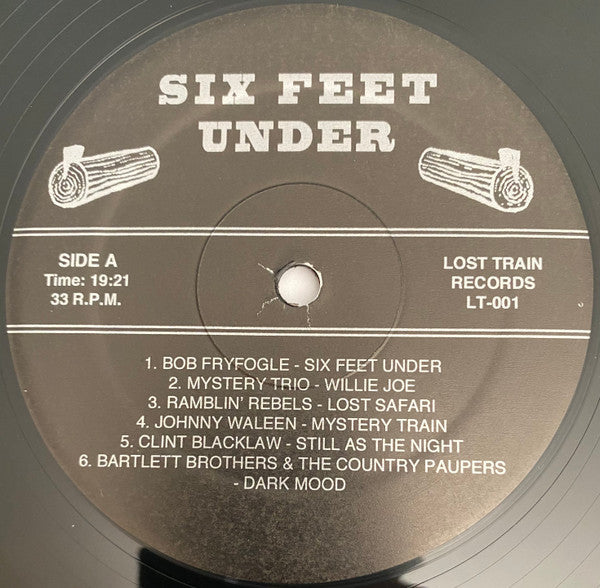 SIX FEET
UNDER
SIDE A
Time: 19:21
33 R.P.M.
LOST TRAIN
RECORDS
LT-001
1. BOB FRYFOGLE - SIX FEET UNDER
2. MYSTERY TRIO - WILLIE JOE
3. RAMBLIN' REBELS - LOST SAFARI
4. JOHNNY WALEEN - MYSTERY TRAIN
5. CLINT BLACKLAW - STILL AS THE NIGHT
6. BARTLETT BROTHERS & THE COUNTRY PAUPERS
- DARK MOOD